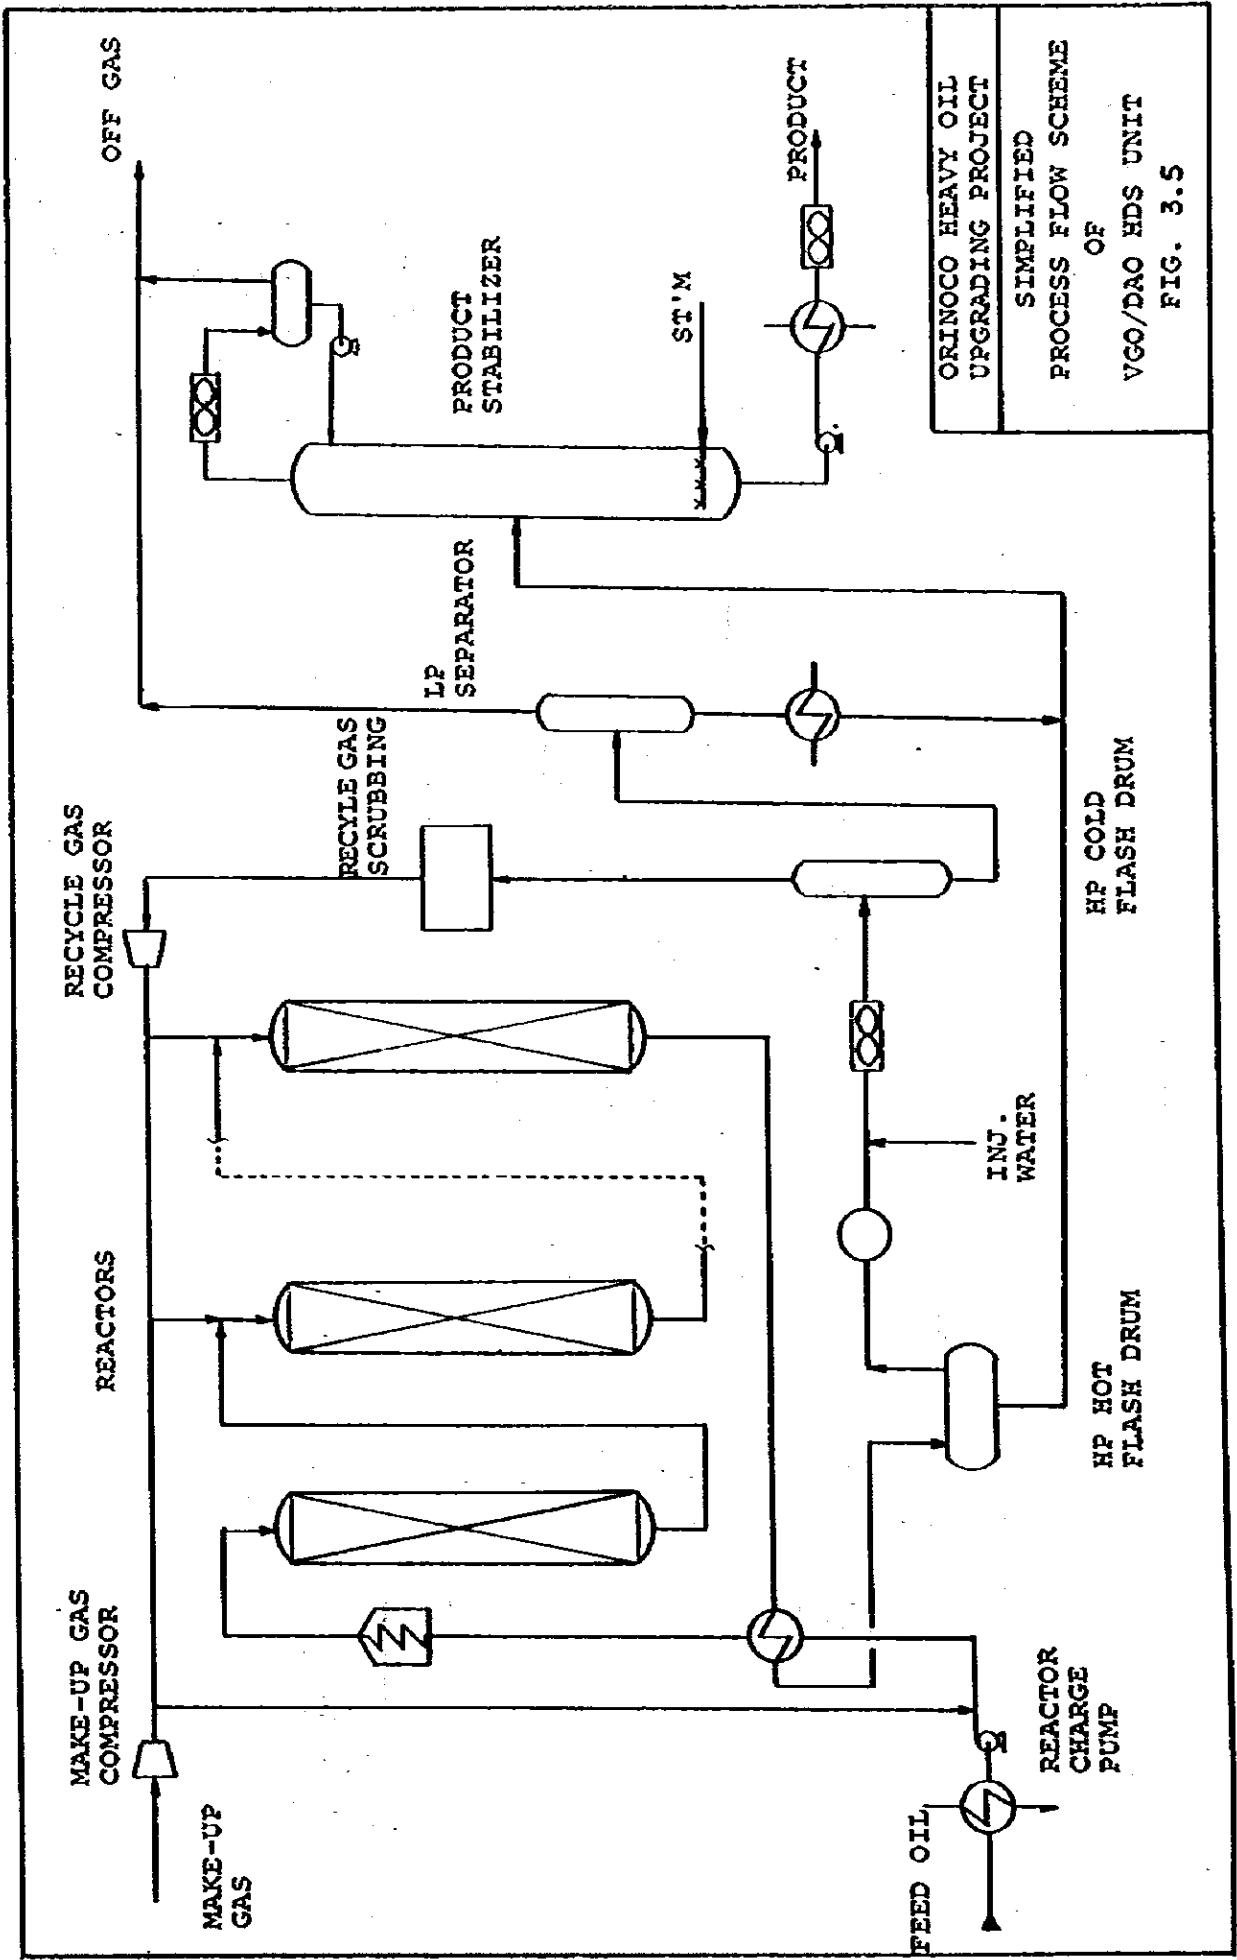 MAKE-UP
GAS
MAKE-UP GAS
COMPRESSOR
REACTORS
RECYCLE GAS
COMPRESSOR
OFF GAS
RECYLE GAS
SCRUBBING
LP
SEPARATOR
PRODUCT
STABILIZER
ST'M
PRODUCT
FEED OIL
REACTOR
CHARGE
PUMP
HP HOT
FLASH DRUM
INJ.
WATER
HP COLD
FLASH DRUM
ORINOCO HEAVY OIL
UPGRADING PROJECT
SIMPLIFIED
PROCESS FLOW SCHEME
OF
VGO/DAO HDS UNIT
FIG. 3.5